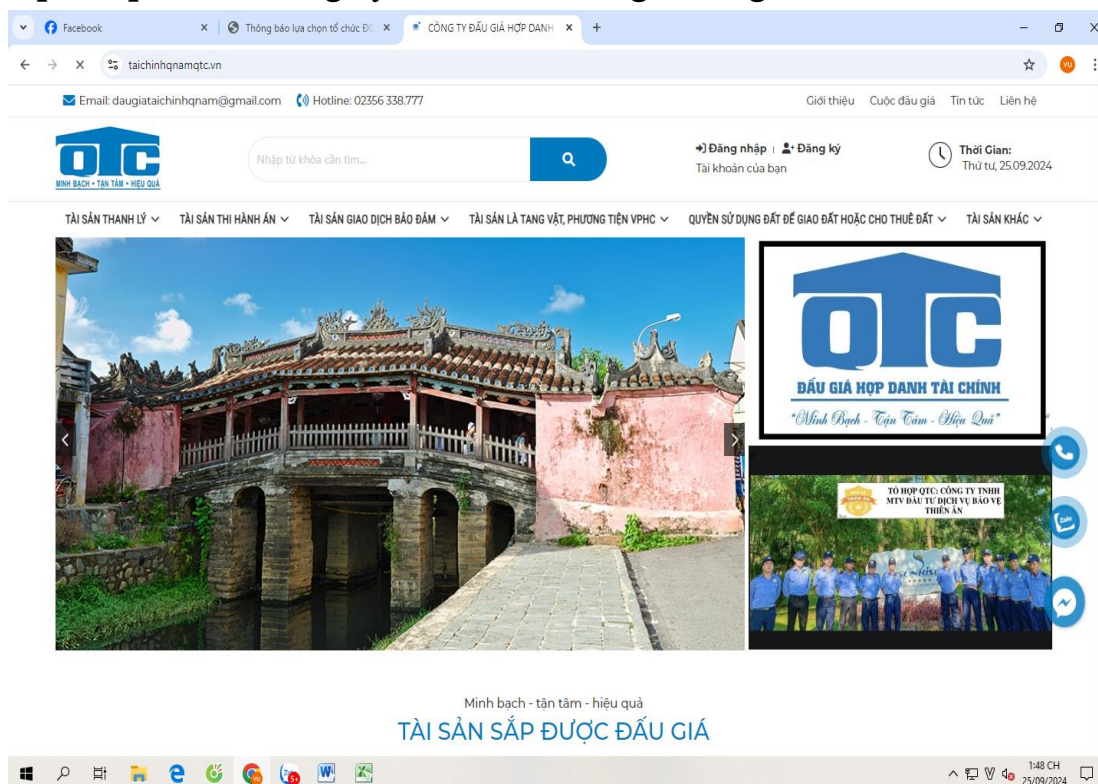 Facebook
Thông báo lựa chọn tổ chức ĐG
CÔNG TY ĐẤU GIÁ HỢP DANH
taichinhqnamqtc.vn
VU
Email: daugiataichinhqnam@gmail.com Hotline: 02356 338.777
Giới thiệu Cuộc đấu giá Tin tức Liên hệ
QTC
MINH BẠCH • TẬN TÂM • HIỆU QUẢ
Nhập từ khóa cần tìm...
Đăng nhập | Đăng ký
Tài khoản của bạn
Thời Gian:
Thứ tư, 25.09.2024
TÀI SẢN THANH LÝ TÀI SẢN THI HÀNH ÁN TÀI SẢN GIAO DỊCH BẢO ĐẢM TÀI SẢN LÀ TANG VẬT, PHƯƠNG TIỆN VPHC QUYỀN SỬ DỤNG ĐẤT ĐỂ GIAO ĐẤT HOẶC CHO THUÊ ĐẤT TÀI SẢN KHÁC
QTC
ĐẤU GIÁ HỢP DANH TÀI CHÍNH
"Minh Bạch - Tận Tâm - Hiệu Quả"
TỔ HỢP QTC: CÔNG TY TNHH
MTV ĐẦU TƯ DỊCH VỤ BẢO VỆ
THIÊN ÂN
Zalo
Minh bạch - tận tâm - hiệu quả
TÀI SẢN SẮP ĐƯỢC ĐẤU GIÁ
1:48 CH
25/09/2024